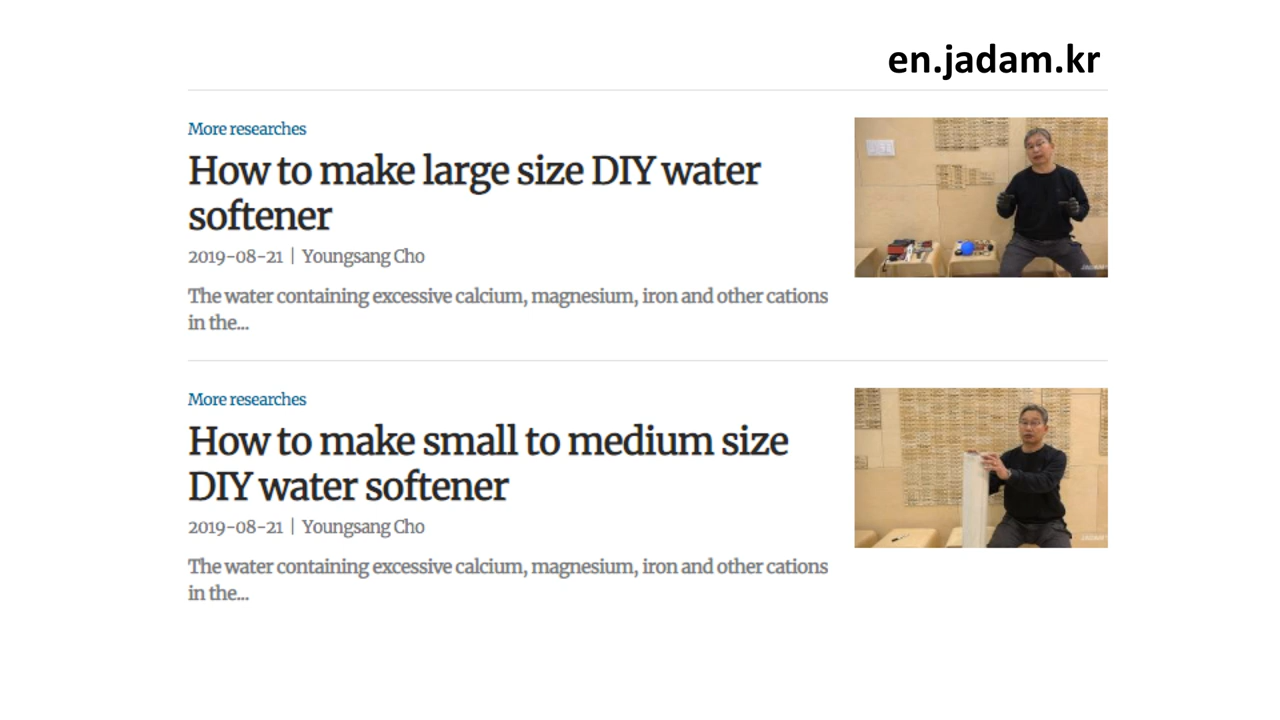 en.jadam.kr
More researches
How to make large size DIY water
softener
2019-08-21 | Youngsang Cho
The water containing excessive calcium, magnesium, iron and other cations
in the...
JADAM
More researches
How to make small to medium size
DIY water softener
2019-08-21 | Youngsang Cho
The water containing excessive calcium, magnesium, iron and other cations
in the...
JADAM